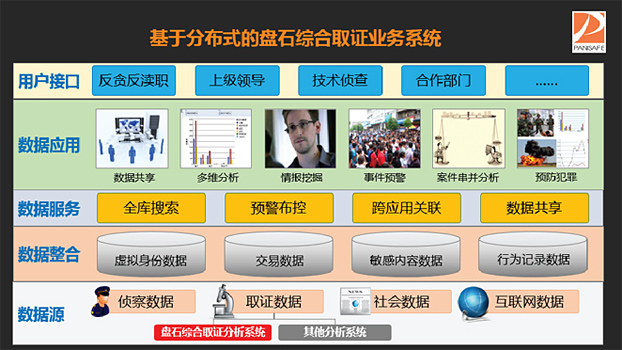 基于分布式的盘石综合取证业务系统
PANSAFE
用户接口
反贪反渎职
上级领导
技术侦查
合作部门
……
数据应用
数据共享
多维分析
情报挖掘
事件预警
案件串并分析
预防犯罪
数据服务
全库搜索
预警布控
跨应用关联
数据共享
数据整合
虚拟身份数据
交易数据
敏感内容数据
行为记录数据
数据源
侦察数据
取证数据
社会数据
互联网数据
盘石综合取证分析系统
其他分析系统